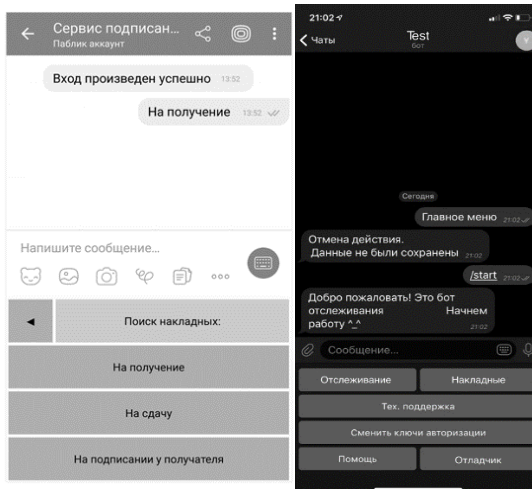 Сервис подписан...
Паблик аккаунт
Вход произведен успешно 13:52
На получение 13:52
Напишите сообщение...
Поиск накладных:
На получение
На сдачу
На подписании у получателя
21:02
Чаты
Test
бот
Сегодня
Главное меню 21:02
Отмена действия.
Данные не были сохранены 21:02
/start 21:02
Добро пожаловать! Это бот
отслеживания Начнем
работу ^_^ 21:02
Сообщение...
Отслеживание Накладные
Тех. поддержка
Сменить ключи авторизации
Помощь Отладчик